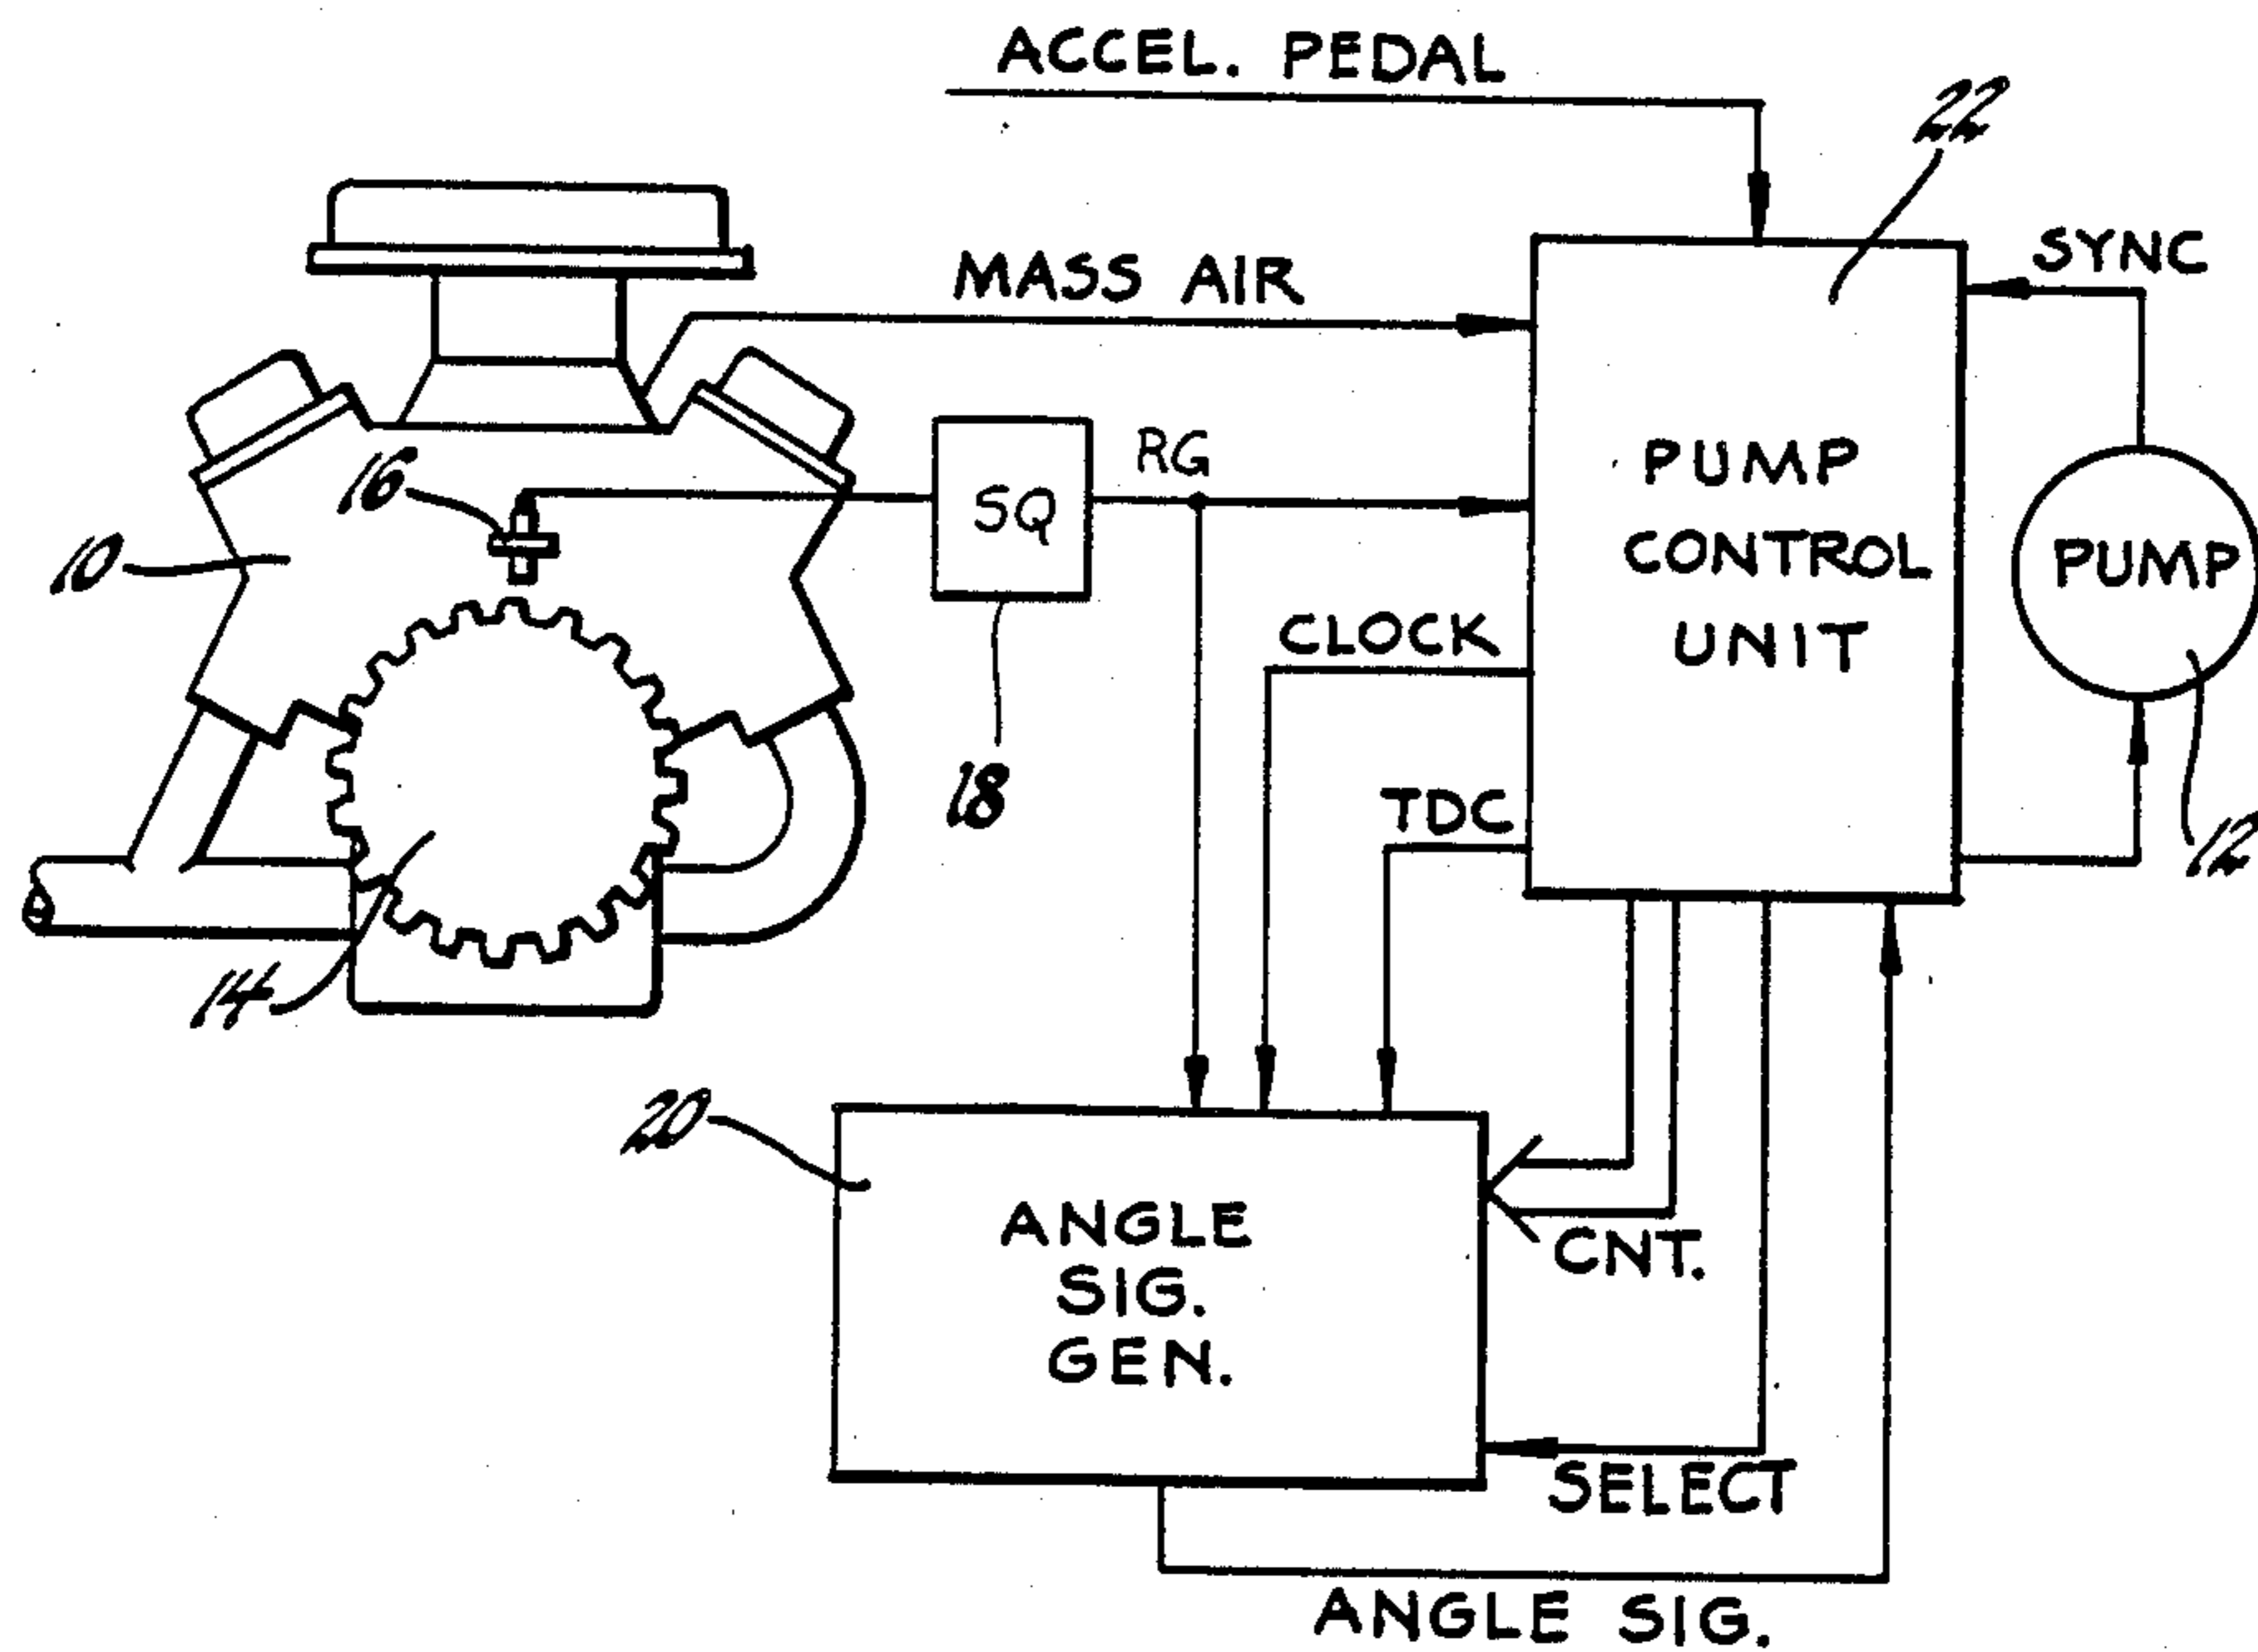 ACCEL. PEDAL
22
SYNC
MASS AIR
RG
16
SQ
PUMP
CONTROL
UNIT
PUMP
10
CLOCK
18
TDC
12
14
20
ANGLE
SIG.
GEN.
CNT.
SELECT
ANGLE SIG.